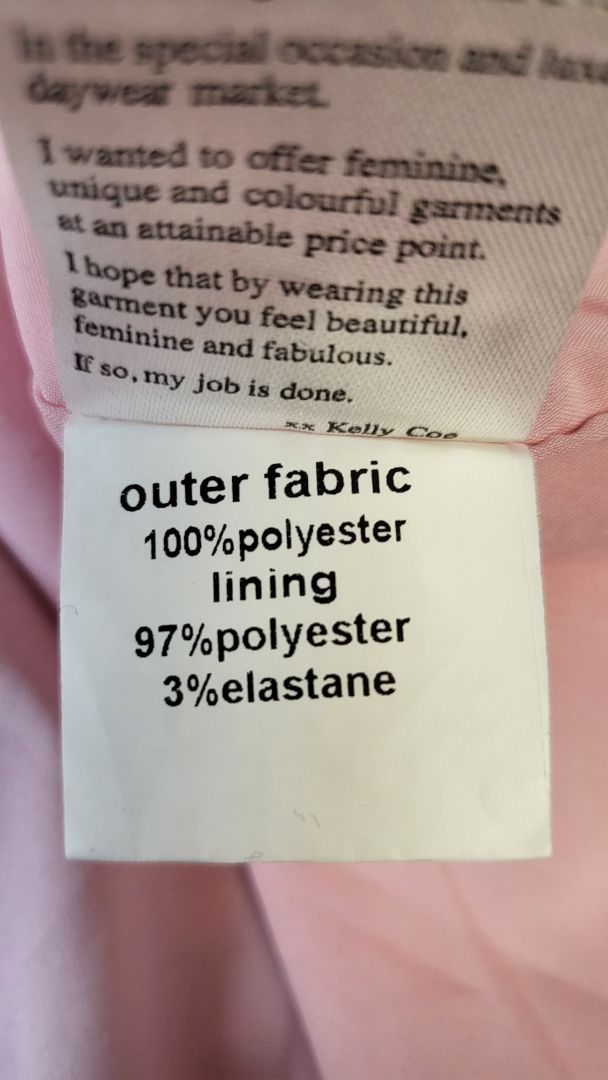 in the special occasion and
daywear market.
I wanted to offer feminine,
unique and colourful garments
at an attainable price point.
I hope that by wearing this
garment you feel beautiful,
feminine and fabulous.
If so, my job is done.
xx Kelly Coe
outer fabric
100%polyester
lining
97%polyester
3%elastane